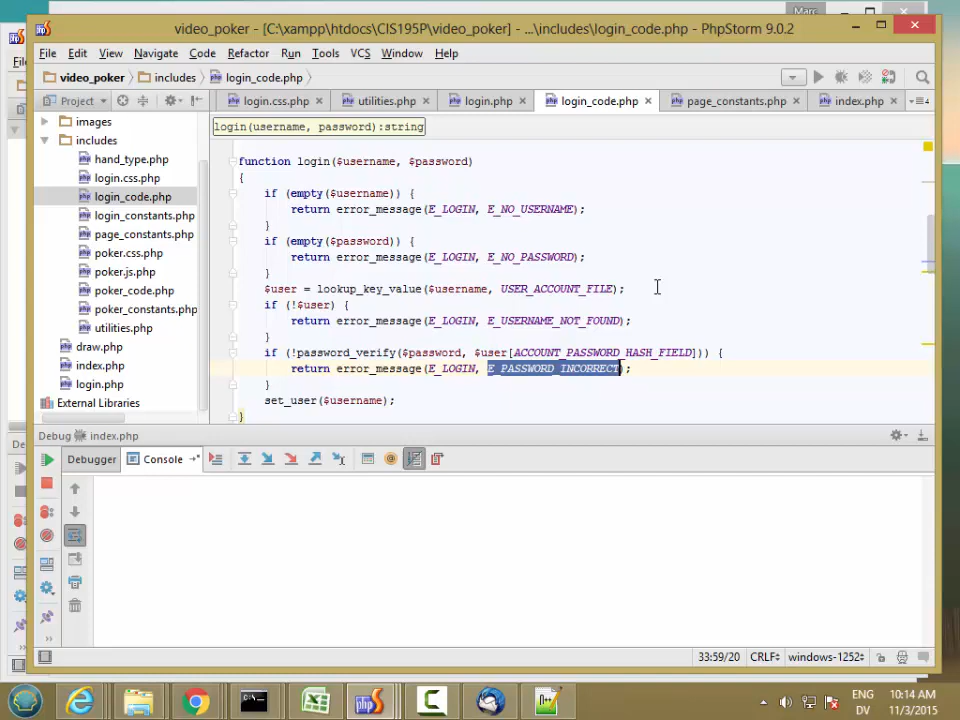 Marc
video_poker - [C:\xampp\htdocs\CIS195P\video_poker] - ...\includes\login_code.php - PhpStorm 9.0.2
File Edit View Navigate Code Refactor Run Tools VCS Window Help
video_poker includes login_code.php
Project login.css.php utilities.php login.php login_code.php page_constants.php index.php
login(username, password):string
images
includes
hand_type.php
login.css.php
login_code.php
login_constants.php
page_constants.php
poker.css.php
poker.js.php
poker_code.php
poker_constants.php
utilities.php
draw.php
index.php
login.php
External Libraries
function login($username, $password)
{
if (empty($username)) {
return error_message(E_LOGIN, E_NO_USERNAME);
}
if (empty($password)) {
return error_message(E_LOGIN, E_NO_PASSWORD);
}
$user = lookup_key_value($username, USER_ACCOUNT_FILE);
if (!$user) {
return error_message(E_LOGIN, E_USERNAME_NOT_FOUND);
}
if (!password_verify($password, $user[ACCOUNT_PASSWORD_HASH_FIELD])) {
return error_message(E_LOGIN, E_PASSWORD_INCORRECT);
}
set_user($username);
}
Debug index.php
Debugger Console
33:59/20 CRLF windows-1252
ENG
DV
10:14 AM
11/3/2015